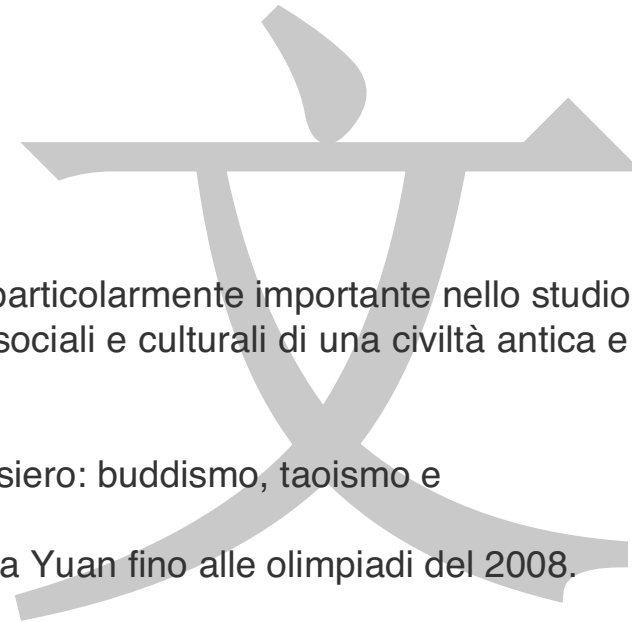 文
particolarmente importante nello studio
sociali e culturali di una civiltà antica e
siero: buddismo, taoismo e
a Yuan fino alle olimpiadi del 2008.